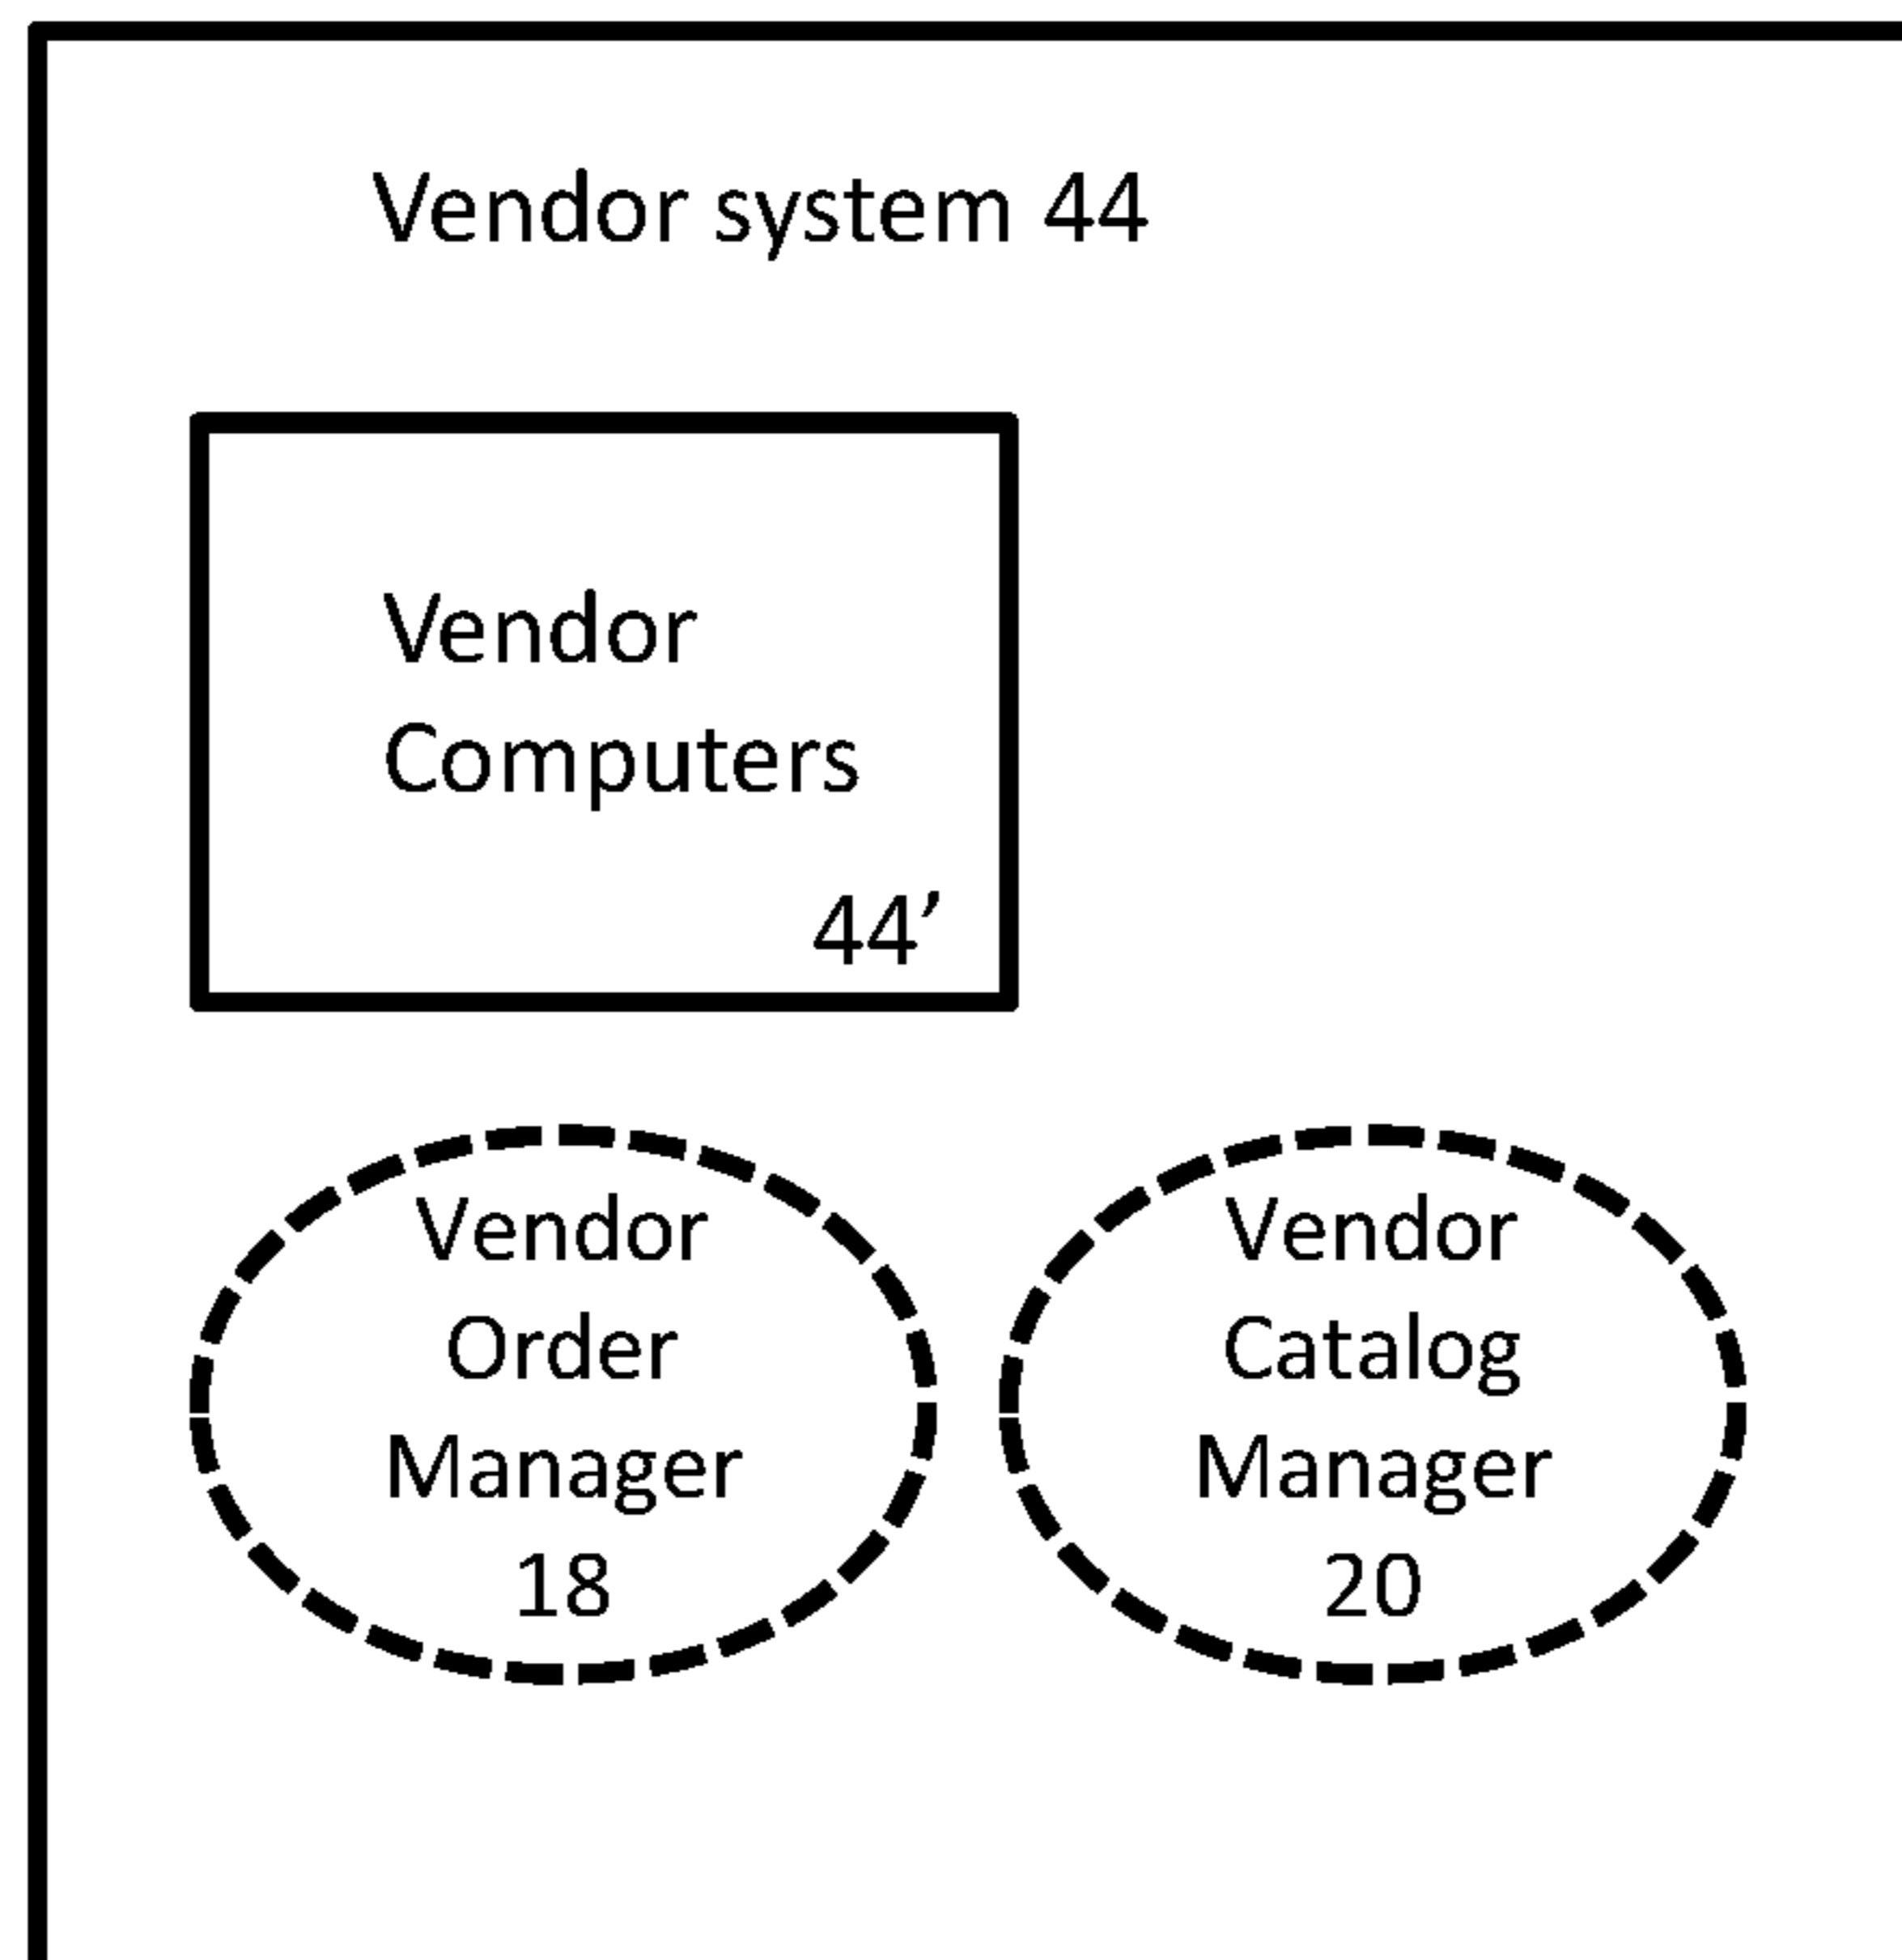 Vendor system 44
Vendor
Computers
44’
Vendor
Order
Manager
18
Vendor
Catalog
Manager
20